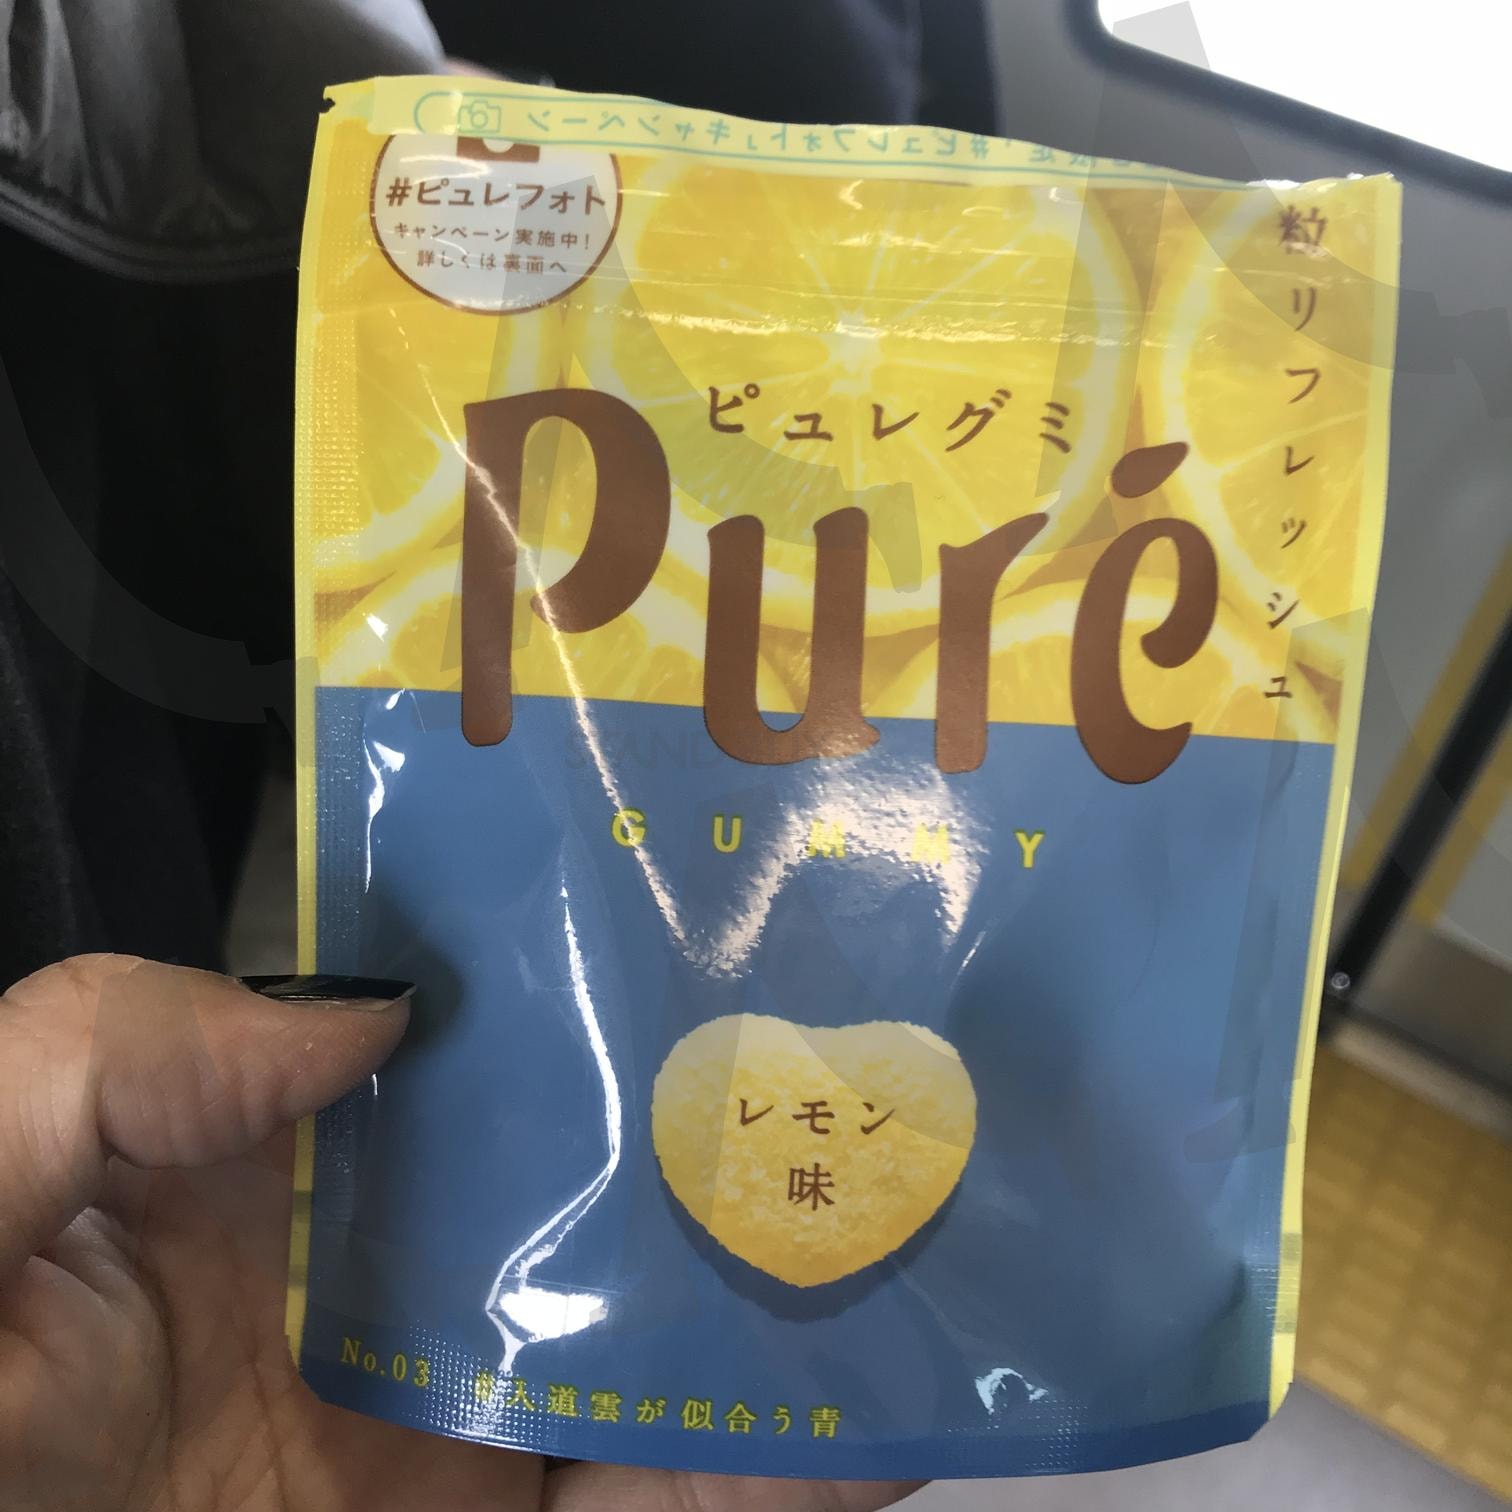 #ピュレフォト
キャンペーン実施中!
詳しくは裏面へ
粒リフレッシュ
ピュレグミ
Puré
GUMMY
レモン
味
No.03 #入道雲が似合う青